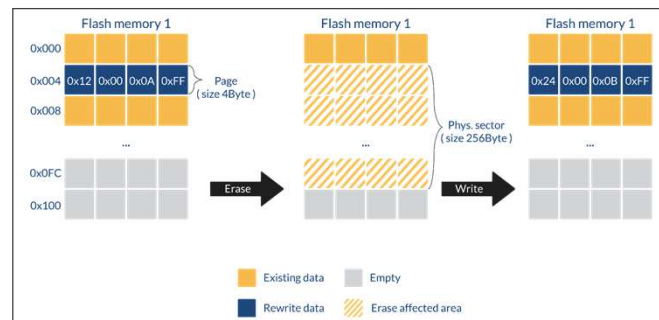 Flash memory 1
Flash memory 1
Flash memory 1
0x000
0x004 0x12 0x00 0x0A 0xFF
Page
( size 4Byte )
0x24 0x00 0x0B 0xFF
0x008
Phys. sector
( size 256Byte )
...
...
...
0x0FC
Erase
Write
0x100
Existing data
Empty
Rewrite data
Erase affected area